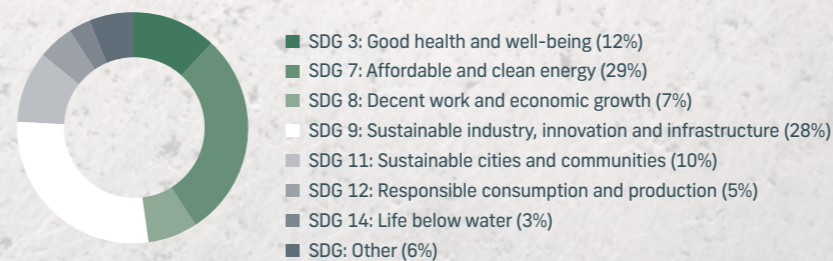 SDG 3: Good health and well-being (12%)
SDG 7: Affordable and clean energy (29%)
SDG 8: Decent work and economic growth (7%)
SDG 9: Sustainable industry, innovation and infrastructure (28%)
SDG 11: Sustainable cities and communities (10%)
SDG 12: Responsible consumption and production (5%)
SDG 14: Life below water (3%)
SDG: Other (6%)